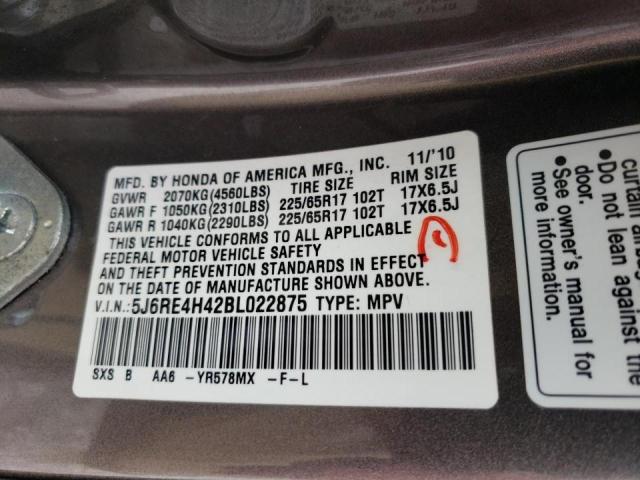 MFD. BY HONDA OF AMERICA MFG., INC. 11/'10
GVWR 2070KG(4560LBS) TIRE SIZE RIM SIZE
GAWR F 1050KG(2310LBS) 225/65R17 102T 17X6.5J
GAWR R 1040KG(2290LBS) 225/65R17 102T 17X6.5J
THIS VEHICLE CONFORMS TO ALL APPLICABLE
FEDERAL MOTOR VEHICLE SAFETY
AND THEFT PREVENTION STANDARDS IN EFFECT
ON THE DATE OF MANUFACTURE SHOWN ABOVE.
V.I.N.:5J6RE4H42BL022875 TYPE: MPV
SXS B AA6 -YR578MX -F-L
door.
•Do not lean against the
•See owner's manual for
more information.